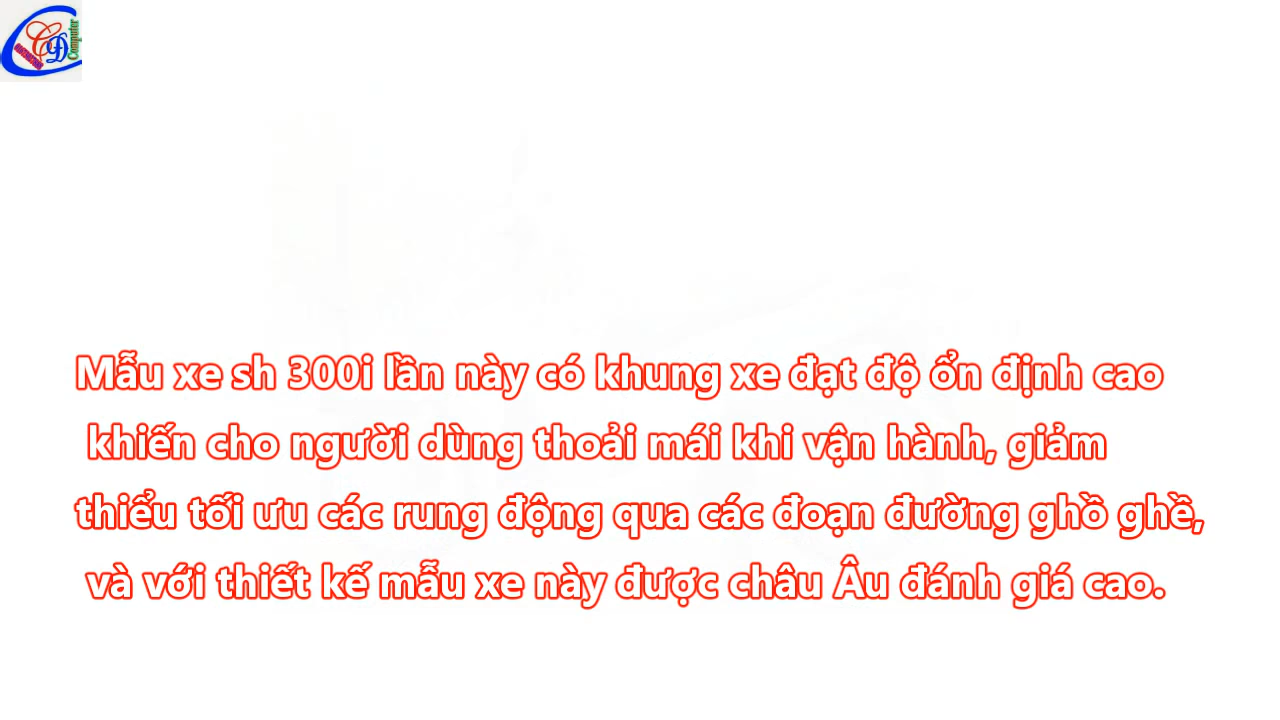 CĐ Computer
Mẫu xe sh 300i lần này có khung xe đạt độ ổn định cao
khiến cho người dùng thoải mái khi vận hành, giảm
thiểu tối ưu các rung động qua các đoạn đường ghồ ghề,
và với thiết kế mẫu xe này được châu Âu đánh giá cao.